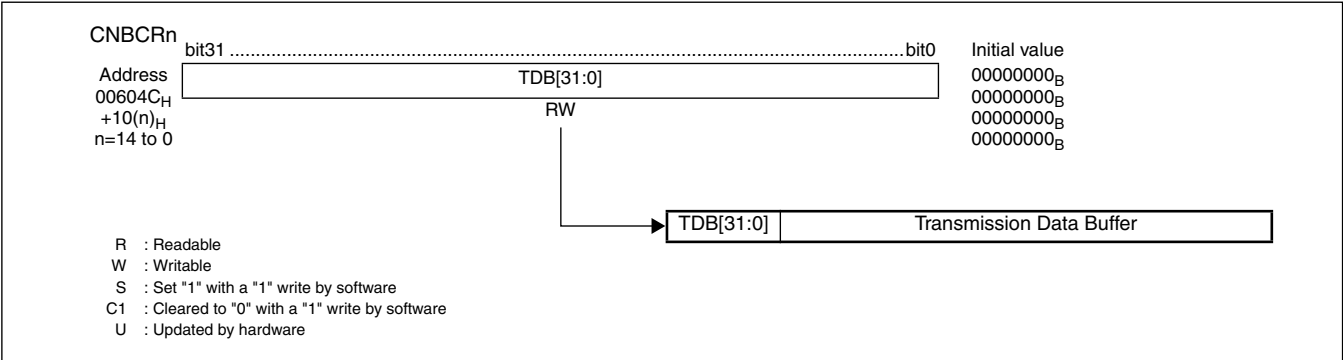 CNBCRn
bit31 ....................................................................................................................................... bit0 Initial value
Address TDB[31:0] 00000000B
00604CH 00000000B
+10(n)H RW 00000000B
n=14 to 0 00000000B
TDB[31:0] Transmission Data Buffer
R : Readable
W : Writable
S : Set "1" with a "1" write by software
C1 : Cleared to "0" with a "1" write by software
U : Updated by hardware